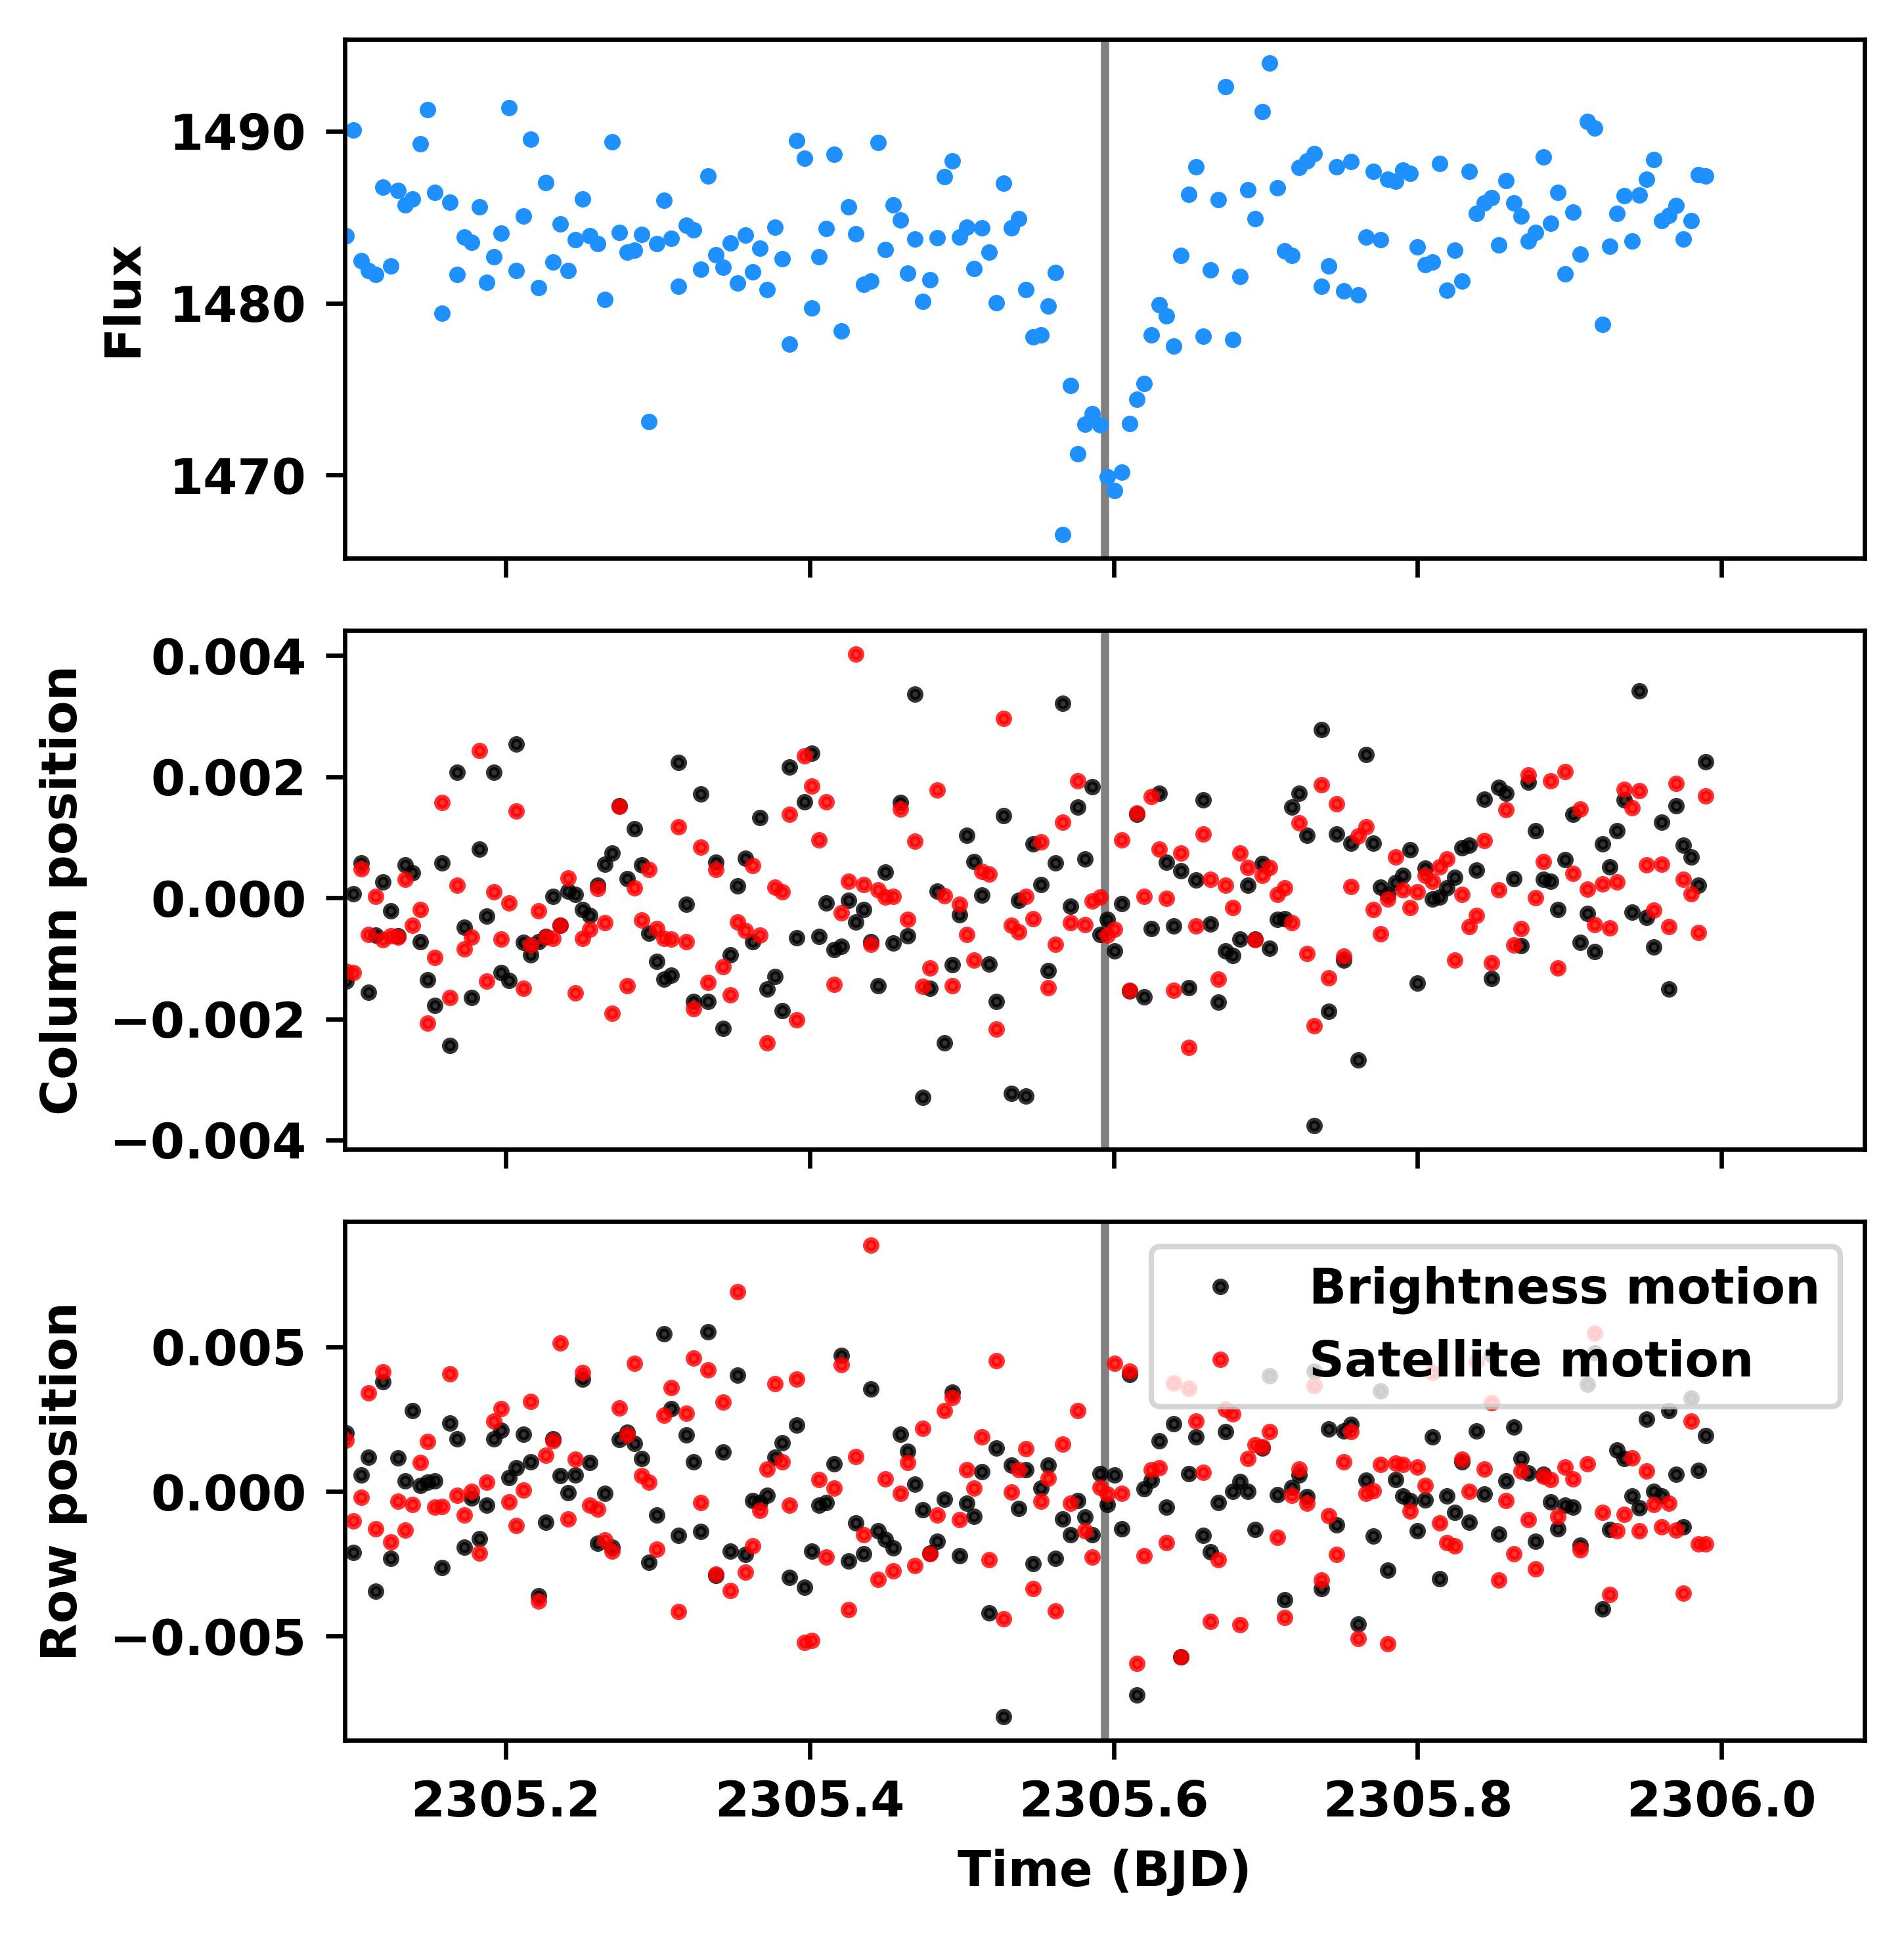 Flux
1490
1480
1470
Column position
0.004
0.002
0.000
−0.002
−0.004
Row position
0.005
0.000
−0.005
Brightness motion
Satellite motion
2305.2 2305.4 2305.6 2305.8 2306.0
Time (BJD)